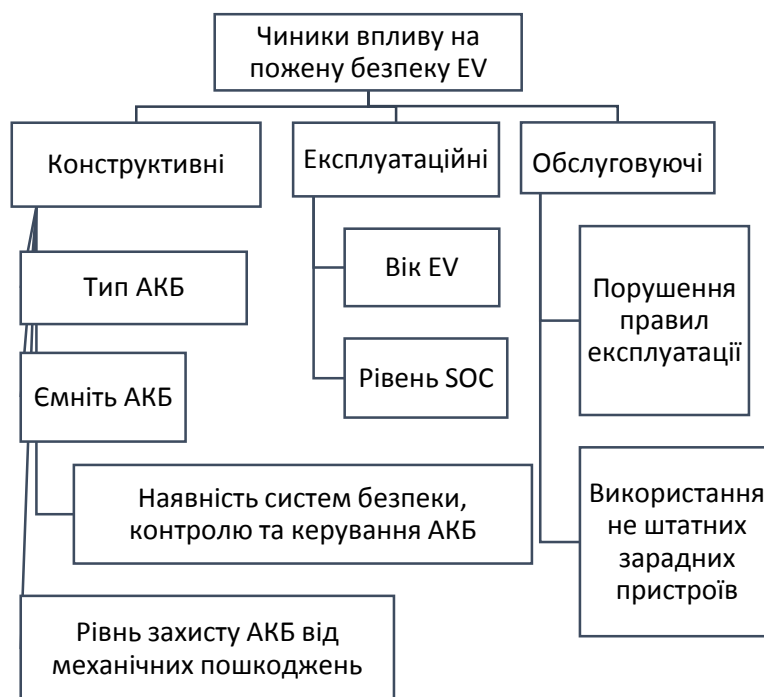 Чиники впливу на
пожену безпеку EV
Конструктивні
Експлуатаційні
Обслуговуючі
Тип АКБ
Вік EV
Порушення
правил
експлуатації
Ємніть АКБ
Рівень SOC
Наявність систем безпеки,
контролю та керування АКБ
Використання
не штатних
зарадних
пристроїв
Рівнь захисту АКБ від
механічних пошкоджень